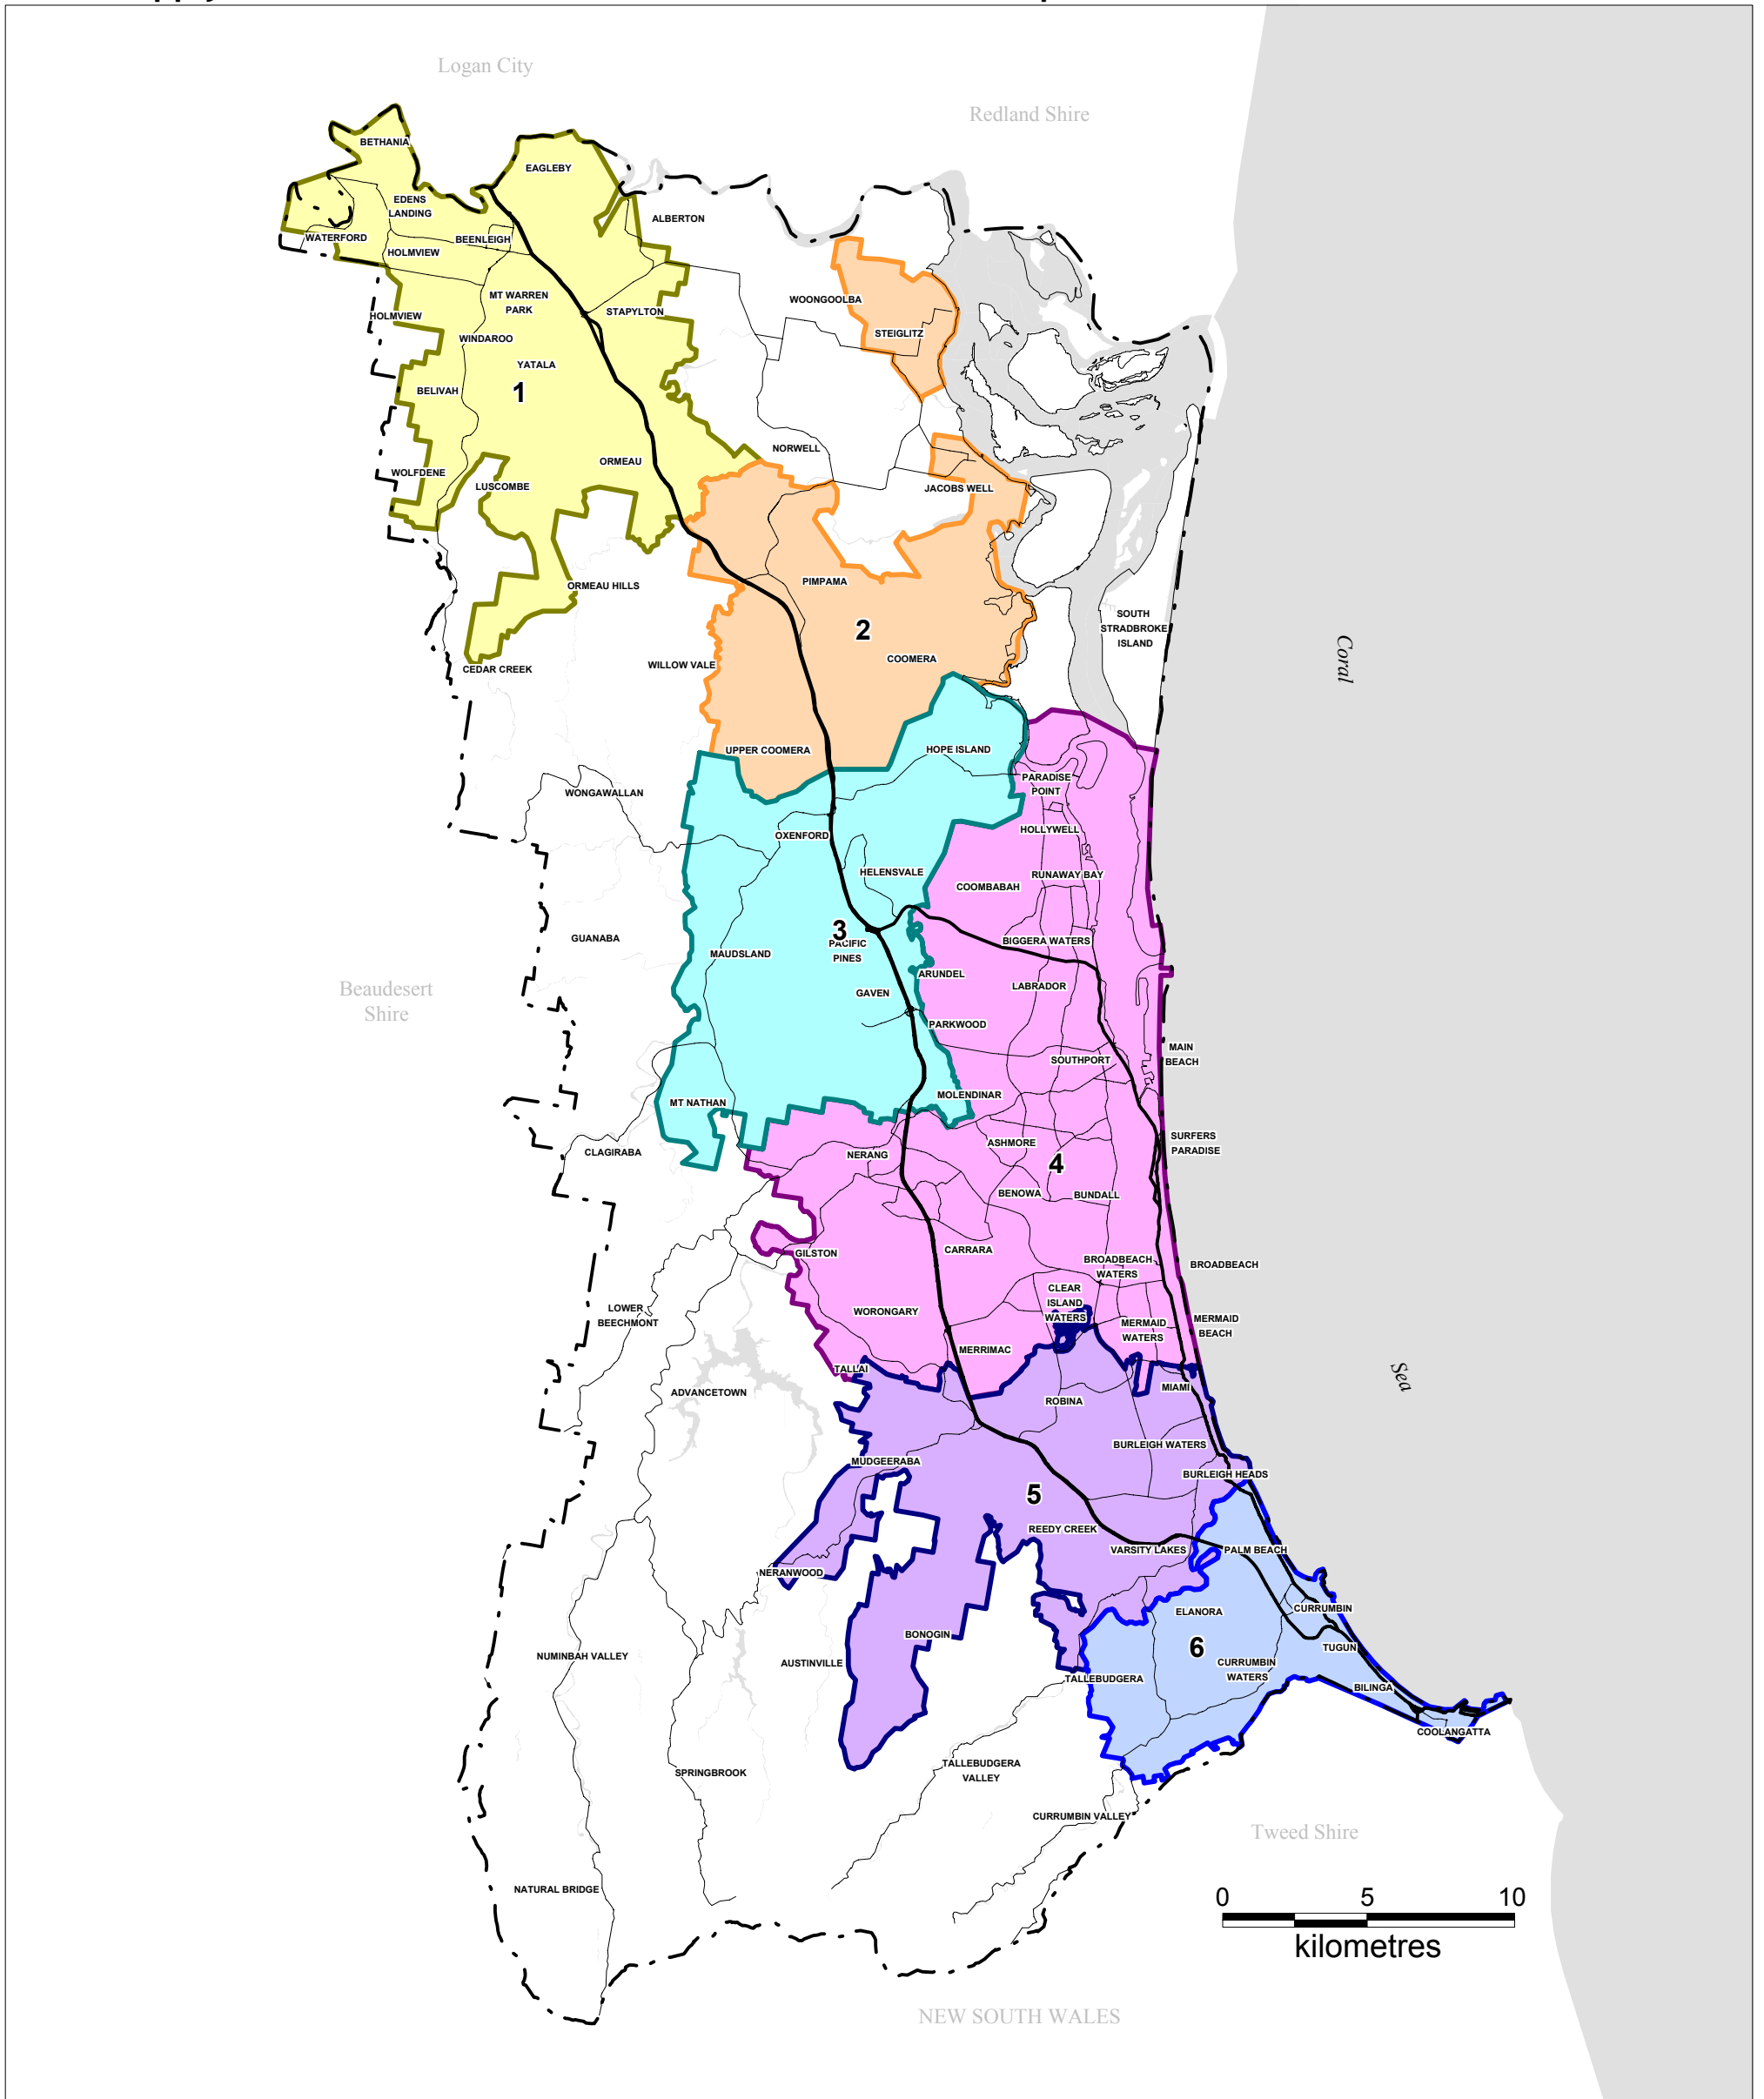 Logan City
Redland Shire
BETHANIA
EAGLEBY
EDENS
LANDING
ALBERTON
WATERFORD
BEENLEIGH
HOLMVIEW
MT WARREN
PARK
WOONGOOLBA
HOLMVIEW
STAPYLTON
STEIGLITZ
WINDAROO
YATALA
BELIVAH
1
NORWELL
ORMEAU
WOLFDENE
LUSCOMBE
JACOBS WELL
PIMPAMA
ORMEAU HILLS
SOUTH
STRADBROKE
ISLAND
2
Coral
COOMERA
WILLOW VALE
CEDAR CREEK
UPPER COOMERA
HOPE ISLAND
PARADISE
POINT
WONGAWALLAN
HOLLYWELL
OXENFORD
HELENSVALE
RUNAWAY BAY
COOMBABAH
3
GUANABA
BIGGERA WATERS
PACIFIC
PINES
MAUDSLAND
ARUNDEL
LABRADOR
GAVEN
Beaudesert
Shire
PARKWOOD
MAIN
BEACH
SOUTHPORT
MOLENDINAR
MT NATHAN
SURFERS
PARADISE
ASHMORE
CLAGIRABA
NERANG
4
BENOWA
BUNDALL
GILSTON
CARRARA
BROADBEACH
WATERS
BROADBEACH
CLEAR
ISLAND
WATERS
LOWER
BEECHMONT
WORONGARY
MERMAID
WATERS
MERMAID
BEACH
MERRIMAC
TALLAI
Sea
ADVANCETOWN
MIAMI
ROBINA
BURLEIGH WATERS
MUDGEERABA
BURLEIGH HEADS
5
REEDY CREEK
VARSITY LAKES
PALM BEACH
NERANWOOD
ELANORA
CURRUMBIN
BONOGIN
6
TUGUN
NUMINBAH VALLEY
AUSTINVILLE
CURRUMBIN
WATERS
TALLEBUDGERA
BILINGA
COOLANGATTA
SPRINGBROOK
TALLEBUDGERA
VALLEY
CURRUMBIN VALLEY
Tweed Shire
NATURAL BRIDGE
0 5 10
kilometres
NEW SOUTH WALES